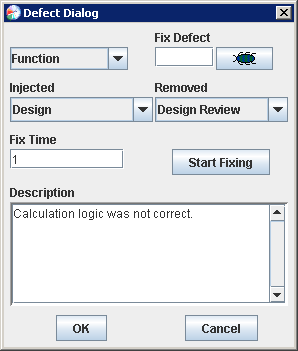 Defect Dialog
Fix Defect
Function
Injected Removed
Design Design Review
Fix Time
1
Start Fixing
Description
Calculation logic was not correct.
OK Cancel